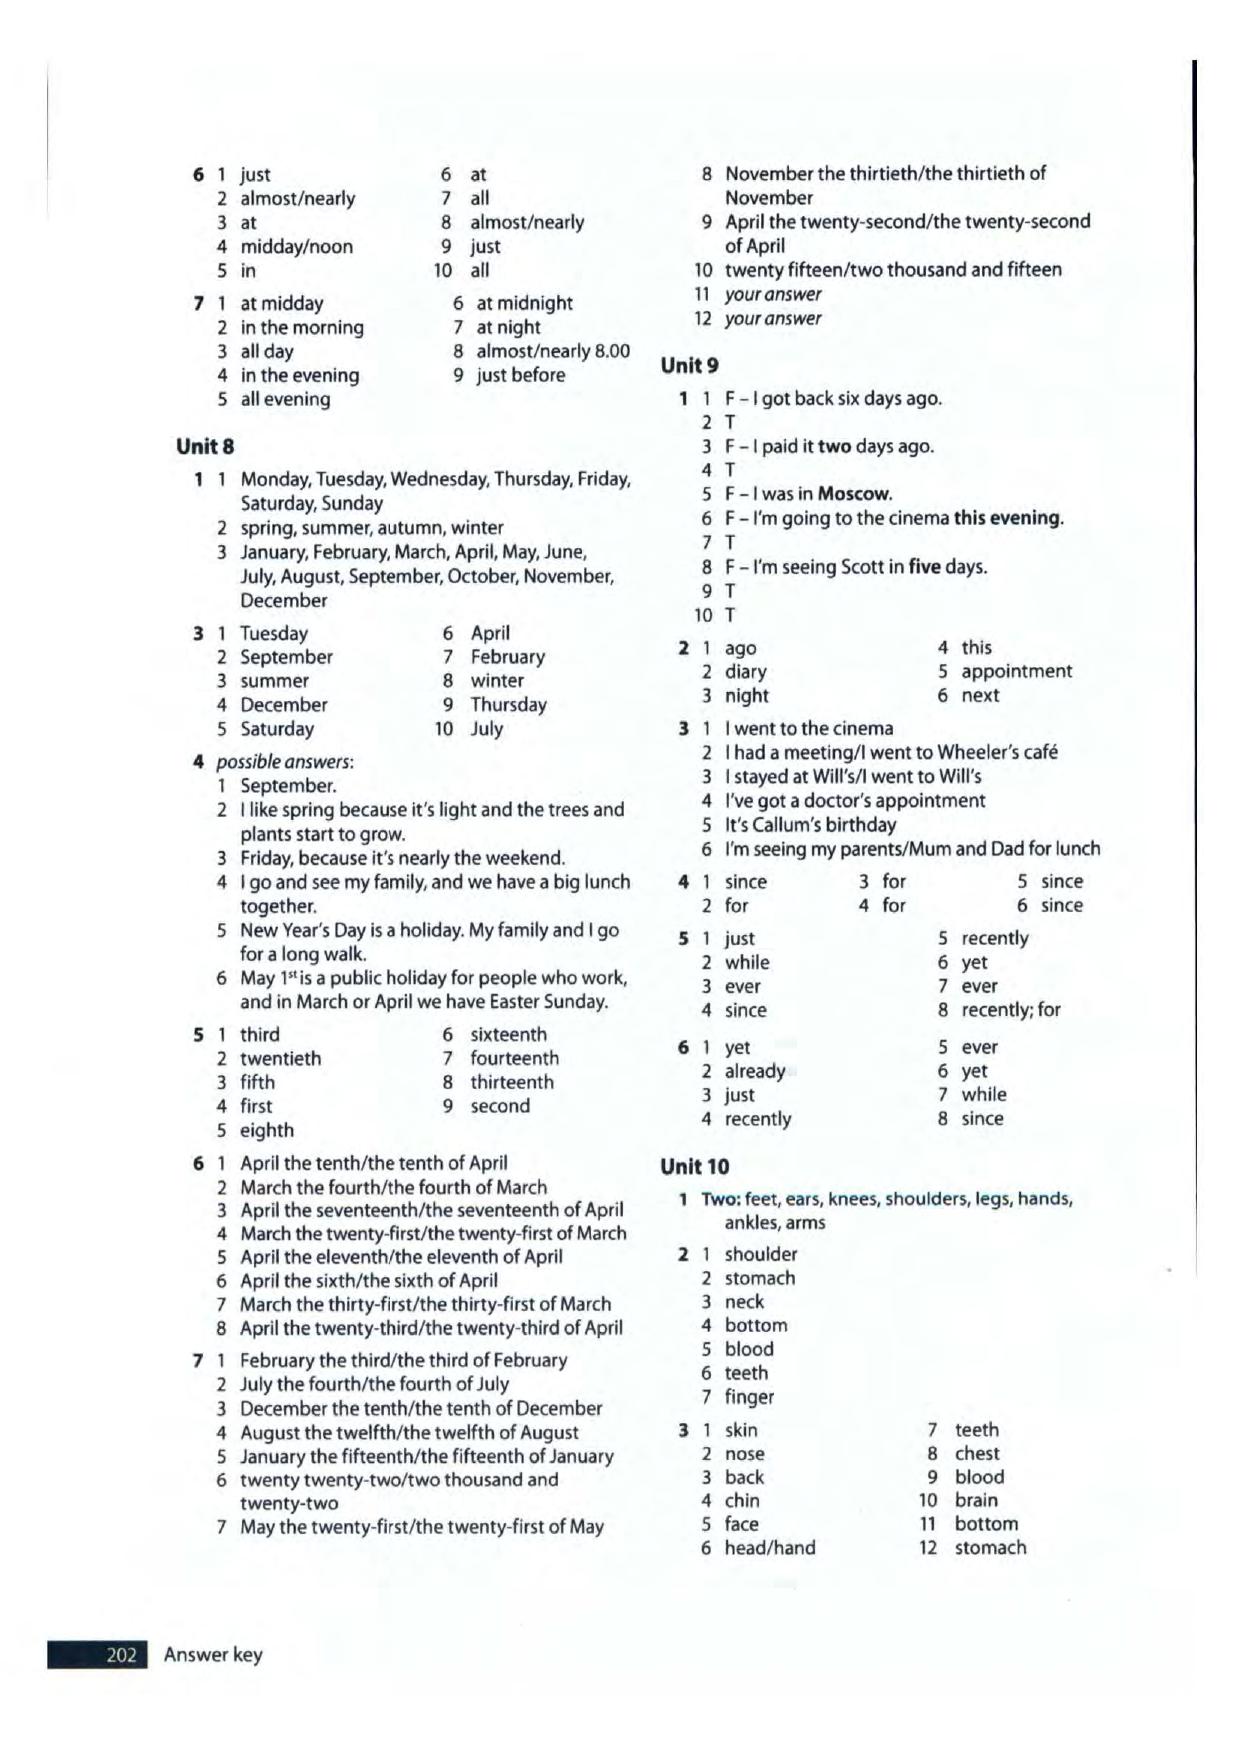 6 1 just 6 at
2 almost/nearly 7 all
3 at 8 almost/nearly
4 midday/noon 9 just
5 in 10 all
7 1 at midday 6 at midnight
2 in the morning 7 at night
3 all day 8 almost/nearly 8.00
4 in the evening 9 just before
5 all evening
Unit 8
1 1 Monday, Tuesday, Wednesday, Thursday, Friday,
Saturday, Sunday
2 spring, summer, autumn, winter
3 January, February, March, April, May, June,
July, August, September, October, November,
December
3 1 Tuesday 6 April
2 September 7 February
3 summer 8 winter
4 December 9 Thursday
5 Saturday 10 July
4 possible answers:
1 September.
2 I like spring because it's light and the trees and
plants start to grow.
3 Friday, because it's nearly the weekend.
4 I go and see my family, and we have a big lunch
together.
5 New Year's Day is a holiday. My family and I go
for a long walk.
6 May 1st is a public holiday for people who work,
and in March or April we have Easter Sunday.
5 1 third 6 sixteenth
2 twentieth 7 fourteenth
3 fifth 8 thirteenth
4 first 9 second
5 eighth
6 1 April the tenth/the tenth of April
2 March the fourth/the fourth of March
3 April the seventeenth/the seventeenth of April
4 March the twenty-first/the twenty-first of March
5 April the eleventh/the eleventh of April
6 April the sixth/the sixth of April
7 March the thirty-first/the thirty-first of March
8 April the twenty-third/the twenty-third of April
7 1 February the third/the third of February
2 July the fourth/the fourth of July
3 December the tenth/the tenth of December
4 August the twelfth/the twelfth of August
5 January the fifteenth/the fifteenth of January
6 twenty twenty-two/two thousand and
twenty-two
7 May the twenty-first/the twenty-first of May
8 November the thirtieth/the thirtieth of
November
9 April the twenty-second/the twenty-second
of April
10 twenty fifteen/two thousand and fifteen
11 your answer
12 your answer
Unit 9
1 1 F – I got back six days ago.
2 T
3 F – I paid it two days ago.
4 T
5 F – I was in Moscow.
6 F – I'm going to the cinema this evening.
7 T
8 F – I'm seeing Scott in five days.
9 T
10 T
2 1 ago 4 this
2 diary 5 appointment
3 night 6 next
3 1 I went to the cinema
2 I had a meeting/I went to Wheeler's café
3 I stayed at Will's/I went to Will's
4 I've got a doctor's appointment
5 It's Callum's birthday
6 I'm seeing my parents/Mum and Dad for lunch
4 1 since 3 for 5 since
2 for 4 for 6 since
5 1 just 5 recently
2 while 6 yet
3 ever 7 ever
4 since 8 recently; for
6 1 yet 5 ever
2 already 6 yet
3 just 7 while
4 recently 8 since
Unit 10
1 Two: feet, ears, knees, shoulders, legs, hands,
ankles, arms
2 1 shoulder
2 stomach
3 neck
4 bottom
5 blood
6 teeth
7 finger
3 1 skin 7 teeth
2 nose 8 chest
3 back 9 blood
4 chin 10 brain
5 face 11 bottom
6 head/hand 12 stomach
202 Answer key